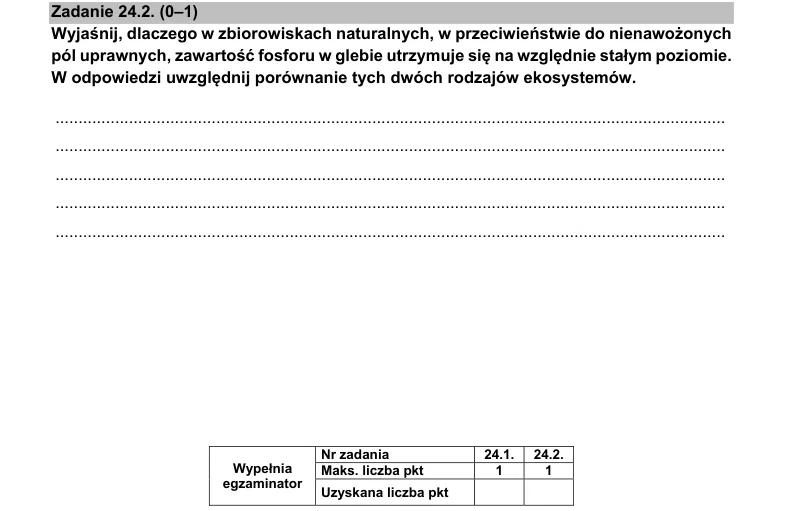 Zadanie 24.2. (0–1)
Wyjaśnij, dlaczego w zbiorowiskach naturalnych, w przeciwieństwie do nienawożonych
pól uprawnych, zawartość fosforu w glebie utrzymuje się na względnie stałym poziomie.
W odpowiedzi uwzględnij porównanie tych dwóch rodzajów ekosystemów.
Wypełnia
egzaminator
Nr zadania 24.1. 24.2.
Maks. liczba pkt 1 1
Uzyskana liczba pkt